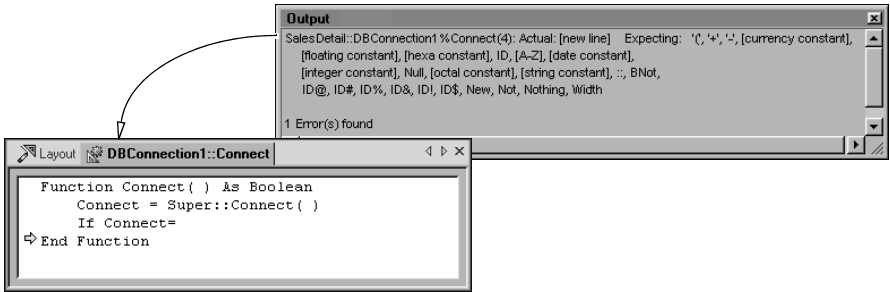 Output
SalesDetail::DBConnection1%Connect(4): Actual: [new line]    Expecting:   '(', '+', '-', [currency constant],
[floating constant], [hexa constant], ID, [A-Z], [date constant],
[integer constant], Null, [octal constant], [string constant], ::, BNot,
ID@, ID#, ID%, ID&, ID!, ID$, New, Not, Nothing, Width
1 Error(s) found
Layout DBConnection1::Connect
Function Connect( ) As Boolean
Connect = Super::Connect( )
If Connect=
End Function